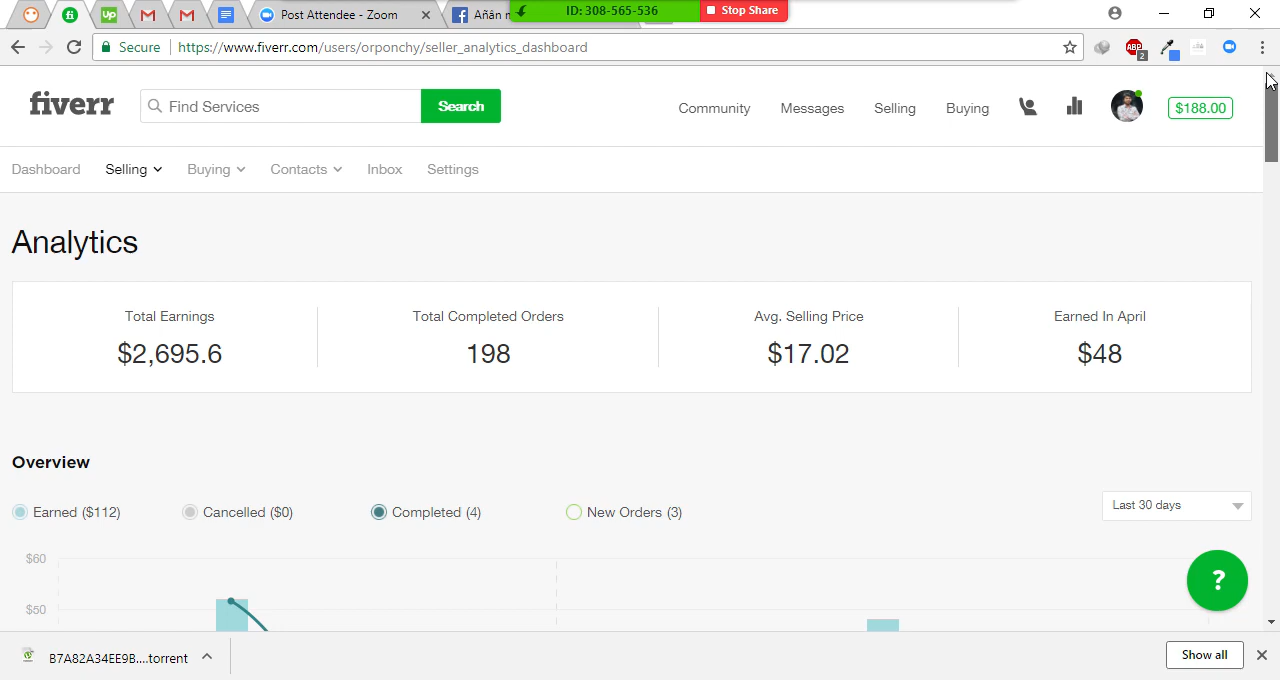 Post Attendee - Zoom
Añân n
ID: 308-565-536
Stop Share
Secure
https://www.fiverr.com/users/orponchy/seller_analytics_dashboard
ABP
2
fiverr
Find Services
Search
Community
Messages
Selling
Buying
$188.00
Dashboard
Selling
Buying
Contacts
Inbox
Settings
Analytics
Total Earnings
Total Completed Orders
Avg. Selling Price
Earned In April
$2,695.6
198
$17.02
$48
Overview
Earned ($112)
Cancelled ($0)
Completed (4)
New Orders (3)
Last 30 days
$60
$50
?
B7A82A34EE9B....torrent
Show all